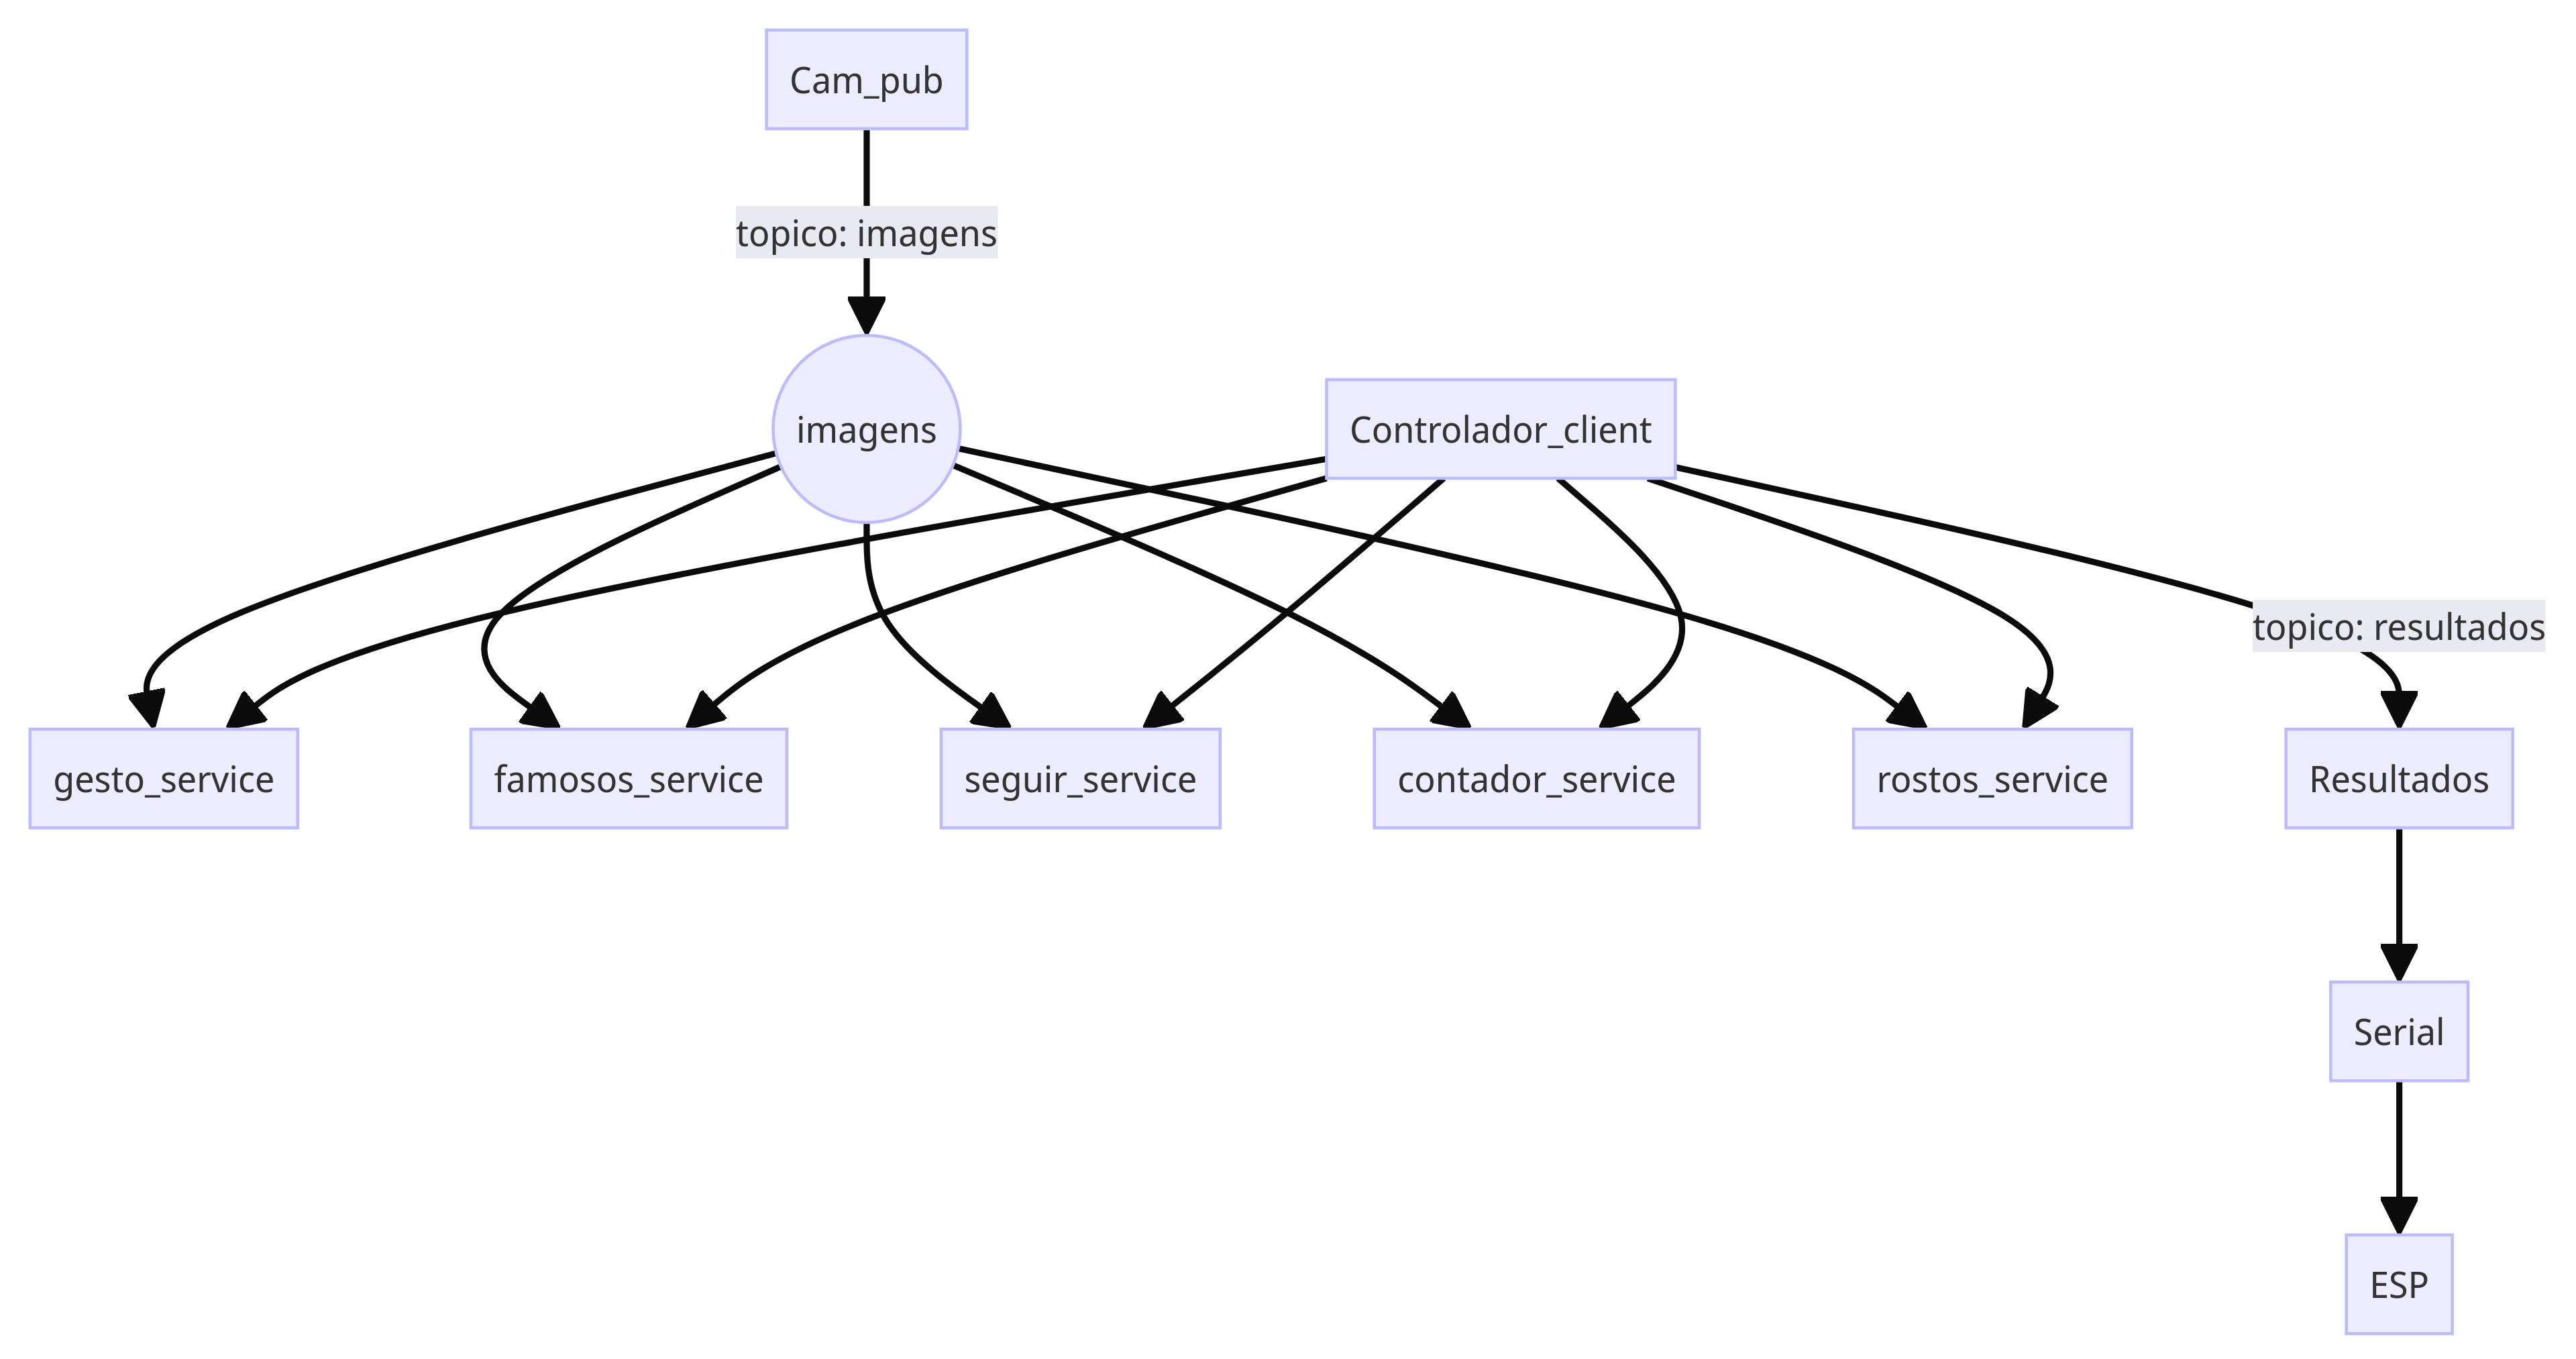 Cam_pub
topico: imagens
imagens
Controlador_client
topico: resultados
gesto_service
famosos_service
seguir_service
contador_service
rostos_service
Resultados
Serial
ESP